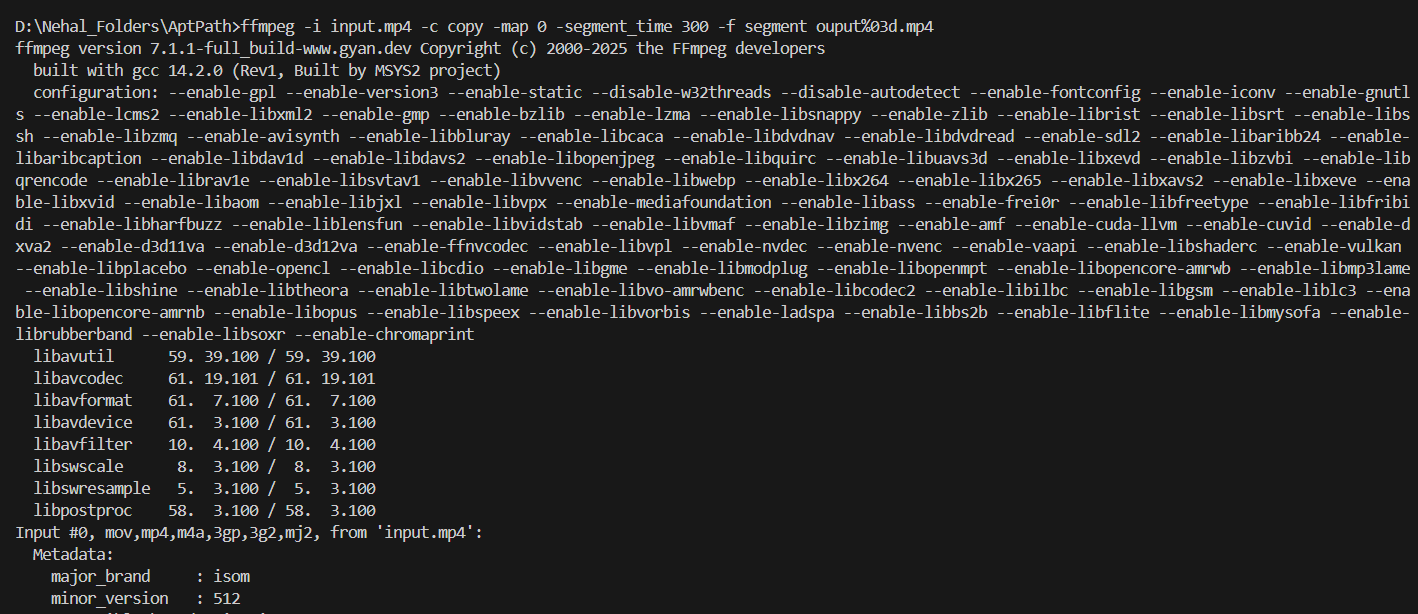 D:\Nehal_Folders\AptPath>ffmpeg -i input.mp4 -c copy -map 0 -segment_time 300 -f segment ouput%03d.mp4
ffmpeg version 7.1.1-full_build-www.gyan.dev Copyright (c) 2000-2025 the FFmpeg developers
  built with gcc 14.2.0 (Rev1, Built by MSYS2 project)
  configuration: --enable-gpl --enable-version3 --enable-static --disable-w32threads --disable-autodetect --enable-fontconfig --enable-iconv --enable-gnutl
s --enable-lcms2 --enable-libxml2 --enable-gmp --enable-bzlib --enable-lzma --enable-libsnappy --enable-zlib --enable-librist --enable-libsrt --enable-libs
sh --enable-libzmq --enable-avisynth --enable-libbluray --enable-libcaca --enable-libdvdnav --enable-libdvdread --enable-sdl2 --enable-libaribb24 --enable-
libaribcaption --enable-libdav1d --enable-libdavs2 --enable-libopenjpeg --enable-libquirc --enable-libuavs3d --enable-libxevd --enable-libzvbi --enable-lib
qrencode --enable-librav1e --enable-libsvtav1 --enable-libvvenc --enable-libwebp --enable-libx264 --enable-libx265 --enable-libxavs2 --enable-libxeve --ena
ble-libxvid --enable-libaom --enable-libjxl --enable-libvpx --enable-mediafoundation --enable-libass --enable-frei0r --enable-libfreetype --enable-libfribi
di --enable-libharfbuzz --enable-liblensfun --enable-libvidstab --enable-libvmaf --enable-libzimg --enable-amf --enable-cuda-llvm --enable-cuvid --enable-d
xva2 --enable-d3d11va --enable-d3d12va --enable-ffnvcodec --enable-libvpl --enable-nvdec --enable-nvenc --enable-vaapi --enable-libshaderc --enable-vulkan
--enable-libplacebo --enable-opencl --enable-libcdio --enable-libgme --enable-libmodplug --enable-libopenmpt --enable-libopencore-amrwb --enable-libmp3lame
 --enable-libshine --enable-libtheora --enable-libtwolame --enable-libvo-amrwbenc --enable-libcodec2 --enable-libilbc --enable-libgsm --enable-liblc3 --ena
ble-libopencore-amrnb --enable-libopus --enable-libspeex --enable-libvorbis --enable-ladspa --enable-libbs2b --enable-libflite --enable-libmysofa --enable-
librubberband --enable-libsoxr --enable-chromaprint
  libavutil      59. 39.100 / 59. 39.100
  libavcodec     61. 19.101 / 61. 19.101
  libavformat    61.  7.100 / 61.  7.100
  libavdevice    61.  3.100 / 61.  3.100
  libavfilter    10.  4.100 / 10.  4.100
  libswscale      8.  3.100 /  8.  3.100
  libswresample   5.  3.100 /  5.  3.100
  libpostproc    58.  3.100 / 58.  3.100
Input #0, mov,mp4,m4a,3gp,3g2,mj2, from 'input.mp4':
  Metadata:
    major_brand     : isom
    minor_version   : 512